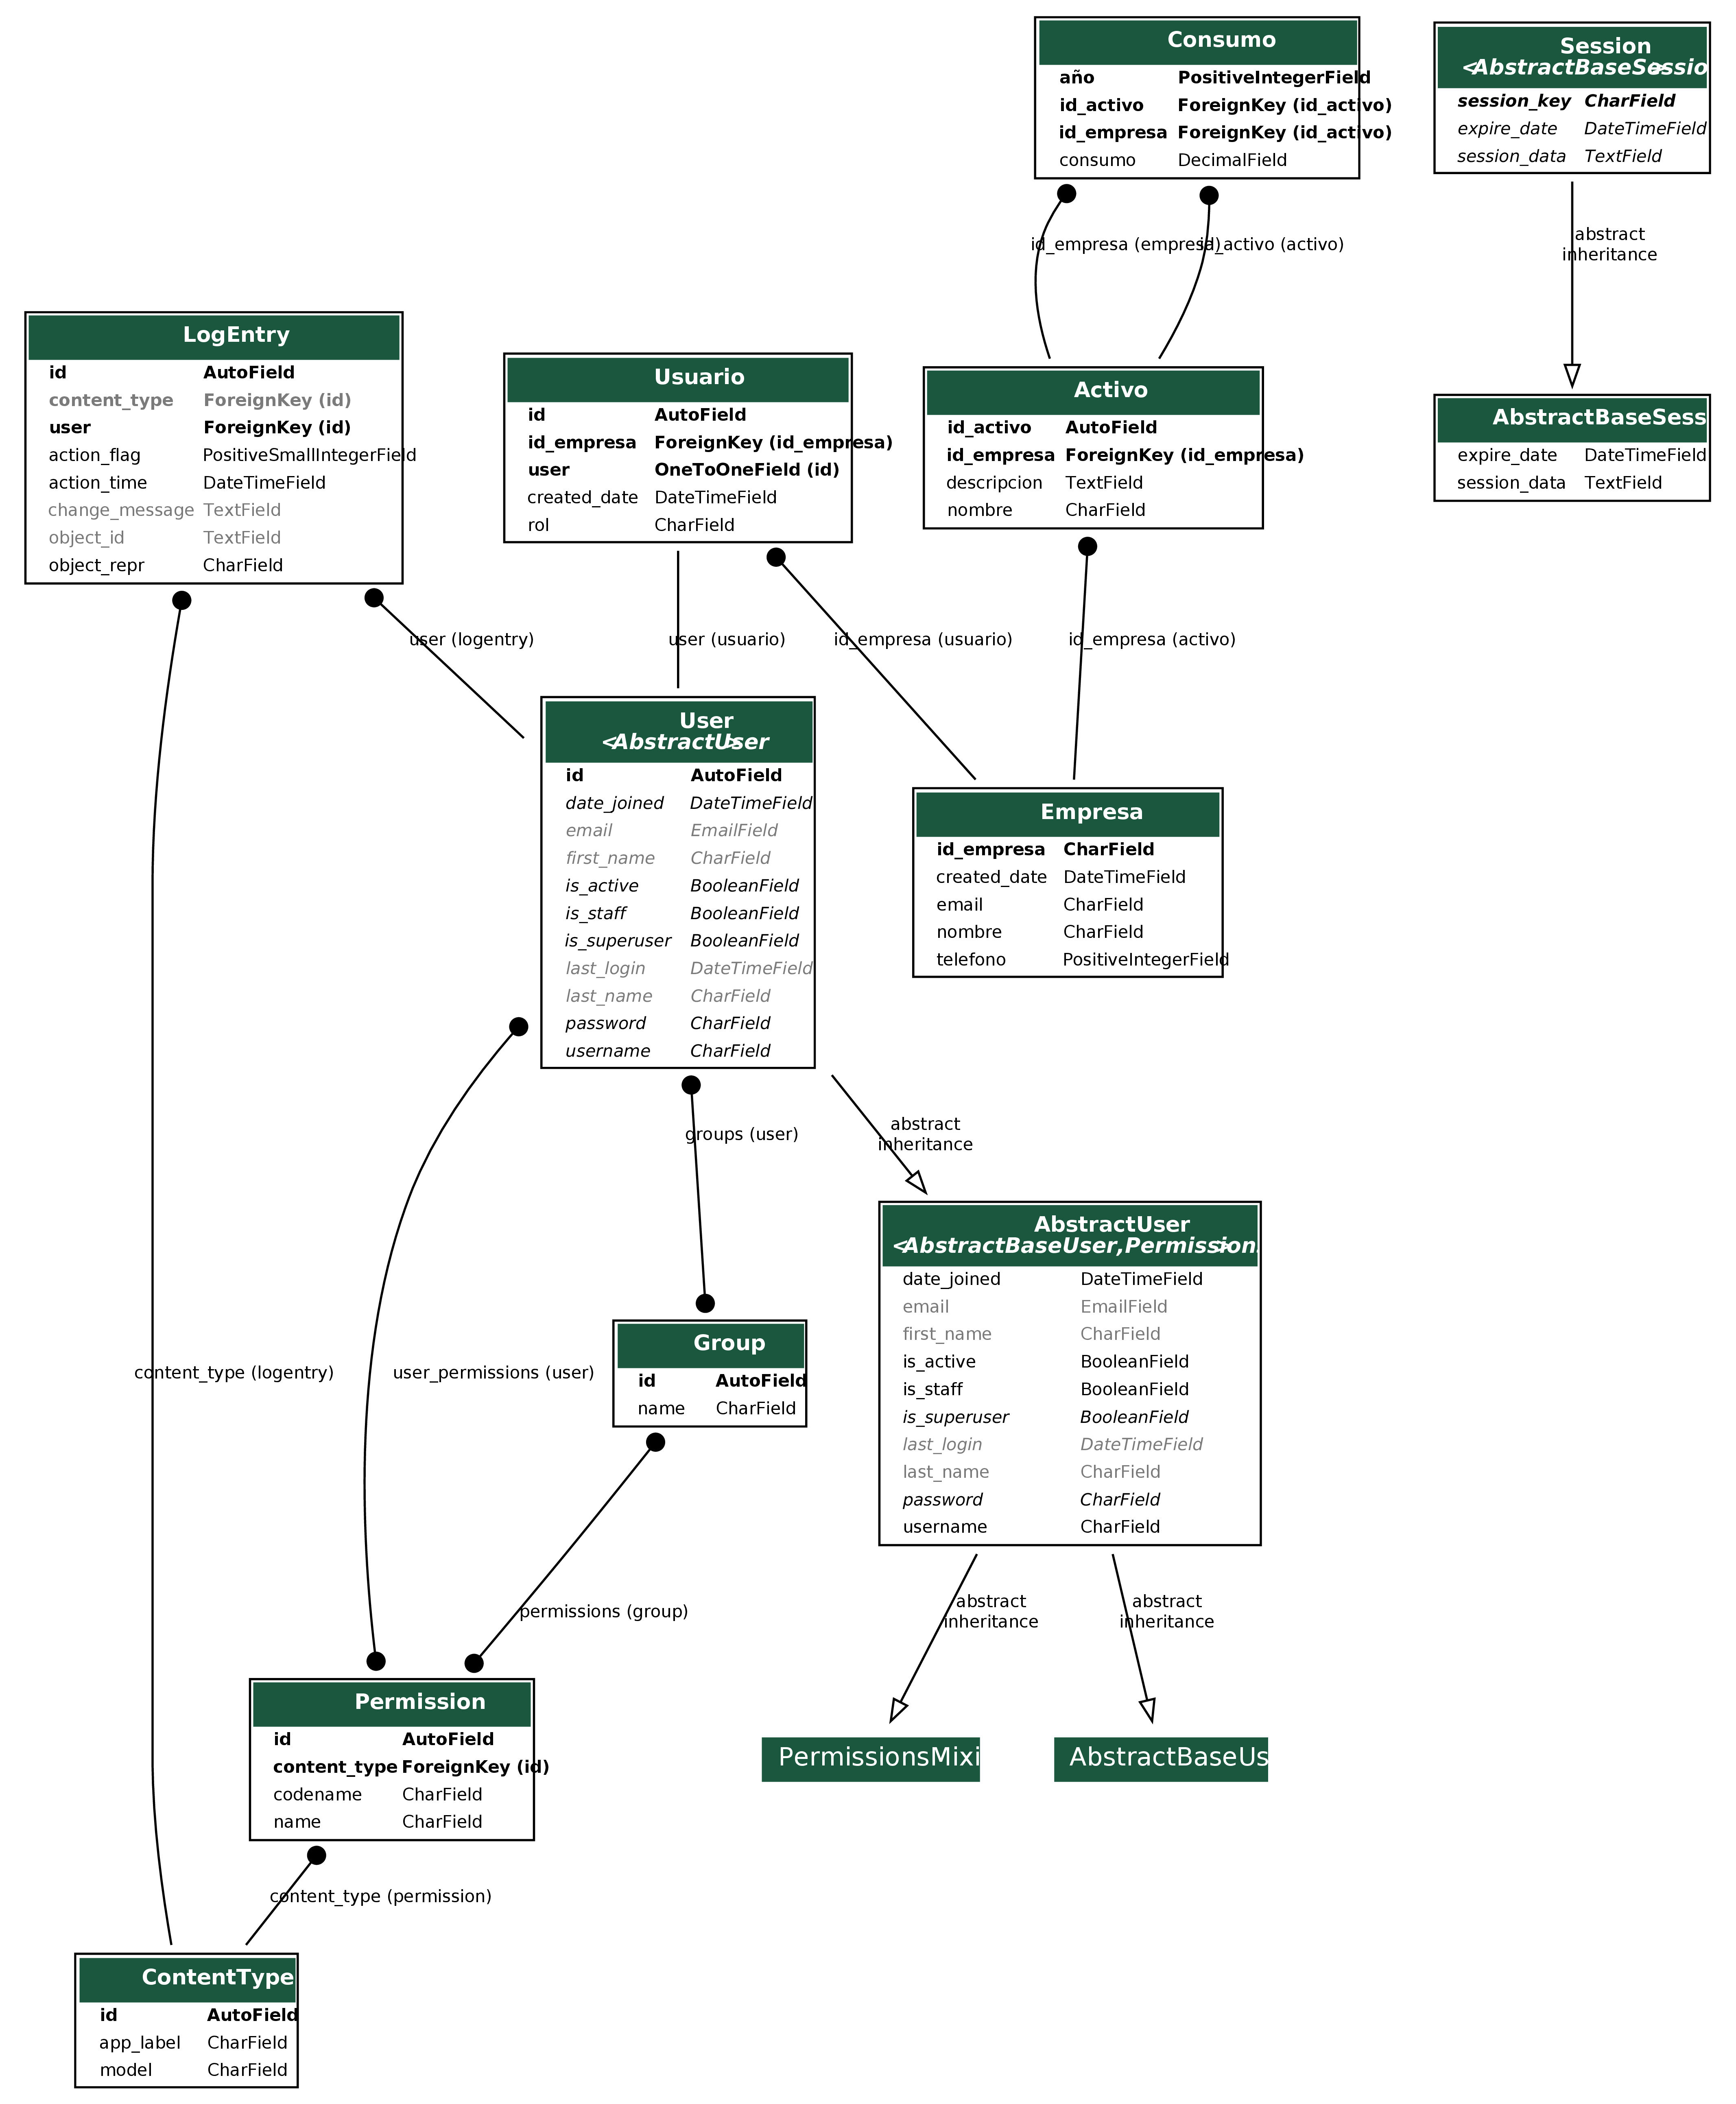 Consumo
año PositiveIntegerField
id_activo ForeignKey (id_activo)
id_empresa ForeignKey (id_activo)
consumo DecimalField
Session
<AbstractBaseSessio
session_key CharField
expire_date DateTimeField
session_data TextField
id_empresa (empresa)
id_activo (activo)
abstract
inheritance
LogEntry
id AutoField
content_type ForeignKey (id)
user ForeignKey (id)
action_flag PositiveSmallIntegerField
action_time DateTimeField
change_message TextField
object_id TextField
object_repr CharField
Usuario
id AutoField
id_empresa ForeignKey (id_empresa)
user OneToOneField (id)
created_date DateTimeField
rol CharField
Activo
id_activo AutoField
id_empresa ForeignKey (id_empresa)
descripcion TextField
nombre CharField
AbstractBaseSess
expire_date DateTimeField
session_data TextField
user (logentry)
user (usuario)
id_empresa (usuario)
id_empresa (activo)
User
<AbstractUser>
id AutoField
date_joined DateTimeField
email EmailField
first_name CharField
is_active BooleanField
is_staff BooleanField
is_superuser BooleanField
last_login DateTimeField
last_name CharField
password CharField
username CharField
Empresa
id_empresa CharField
created_date DateTimeField
email CharField
nombre CharField
telefono PositiveIntegerField
groups (user)
abstract
inheritance
AbstractUser
<AbstractBaseUser,Permission
date_joined DateTimeField
email EmailField
first_name CharField
is_active BooleanField
is_staff BooleanField
is_superuser BooleanField
last_login DateTimeField
last_name CharField
password CharField
username CharField
Group
id AutoField
name CharField
content_type (logentry)
user_permissions (user)
permissions (group)
abstract
inheritance
abstract
inheritance
Permission
id AutoField
content_type ForeignKey (id)
codename CharField
name CharField
PermissionsMixi
AbstractBaseUs
content_type (permission)
ContentType
id AutoField
app_label CharField
model CharField